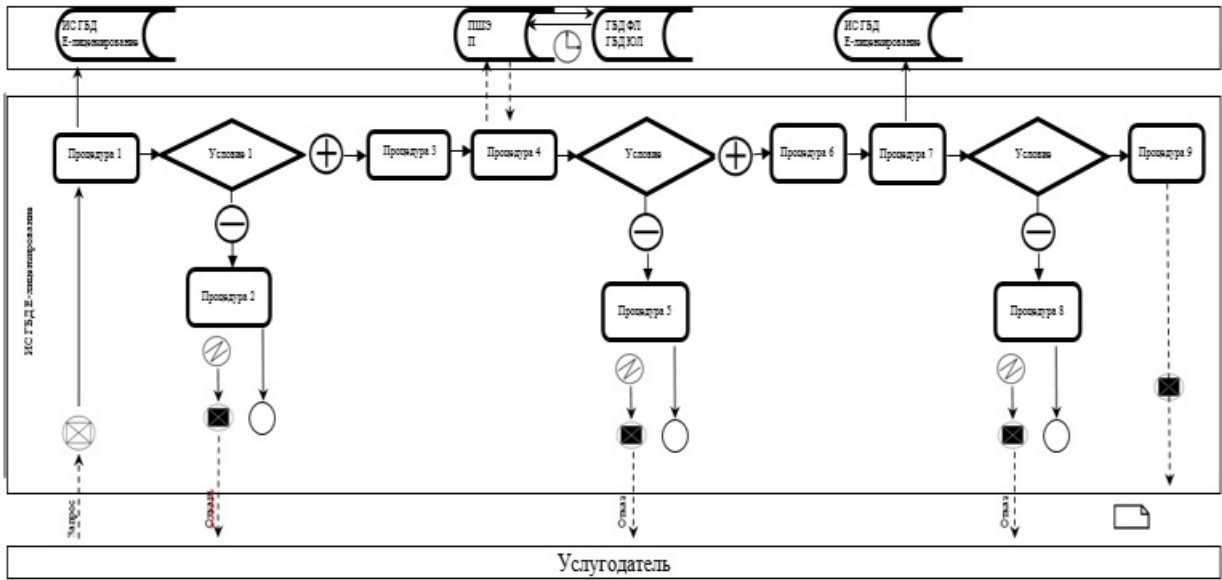 ИС ГБД
Е-лицензирование
ПШЭ
П
ГБД ФЛ
ГБД ЮЛ
ИС ГБД
Е-лицензирование
Процедура 1
Условие 1
Процедура 3
Процедура 4
Условие
Процедура 6
Процедура 7
Условие
Процедура 9
ИС ГБД Е-лицензирование
Процедура 2
Процедура 5
Процедура 8
Запрос
Отказ
Отказ
Услугодатель